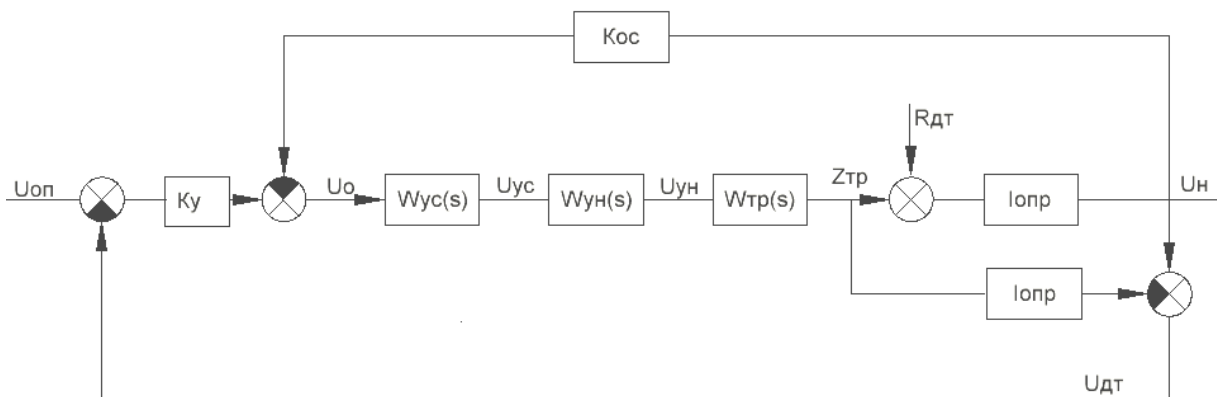 Кос
Rдт
Uоп
Ку
Uо
Wус(s)
Uус
Wун(s)
Uун
Wтр(s)
Zтр
Iопр
Uн
Iопр
Uдт